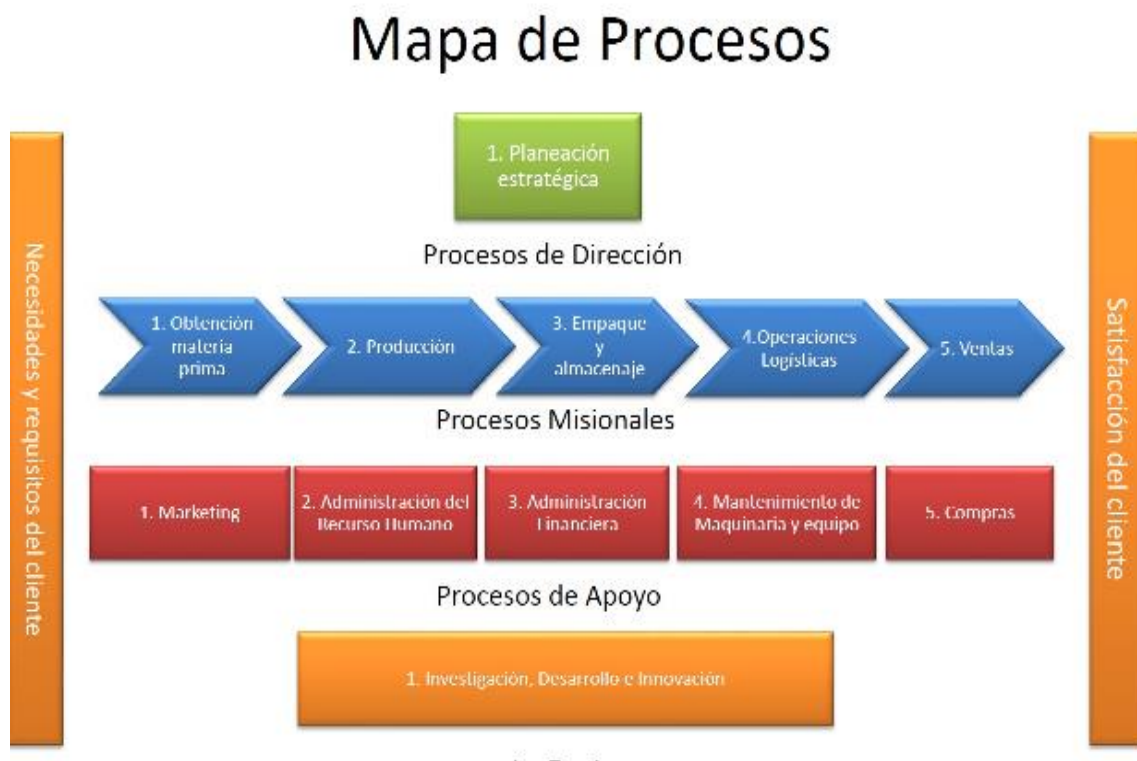 Mapa de Procesos
1. Planeación
estratégica
Procesos de Dirección
Necesidades y requisitos del cliente
1. Obtención
materia
prima
2. Producción
3. Empaque
y
almacenaje
4.Operaciones
Logísticas
5. Ventas
Satisfacción del cliente
Procesos Misionales
1. Marketing
2. Administración del
Recurso Humano
3. Administración
Financiera
4. Mantenimiento de
Maquinaria y equipo
5. Compras
Procesos de Apoyo
1. Investigación, Desarrollo e Innovación